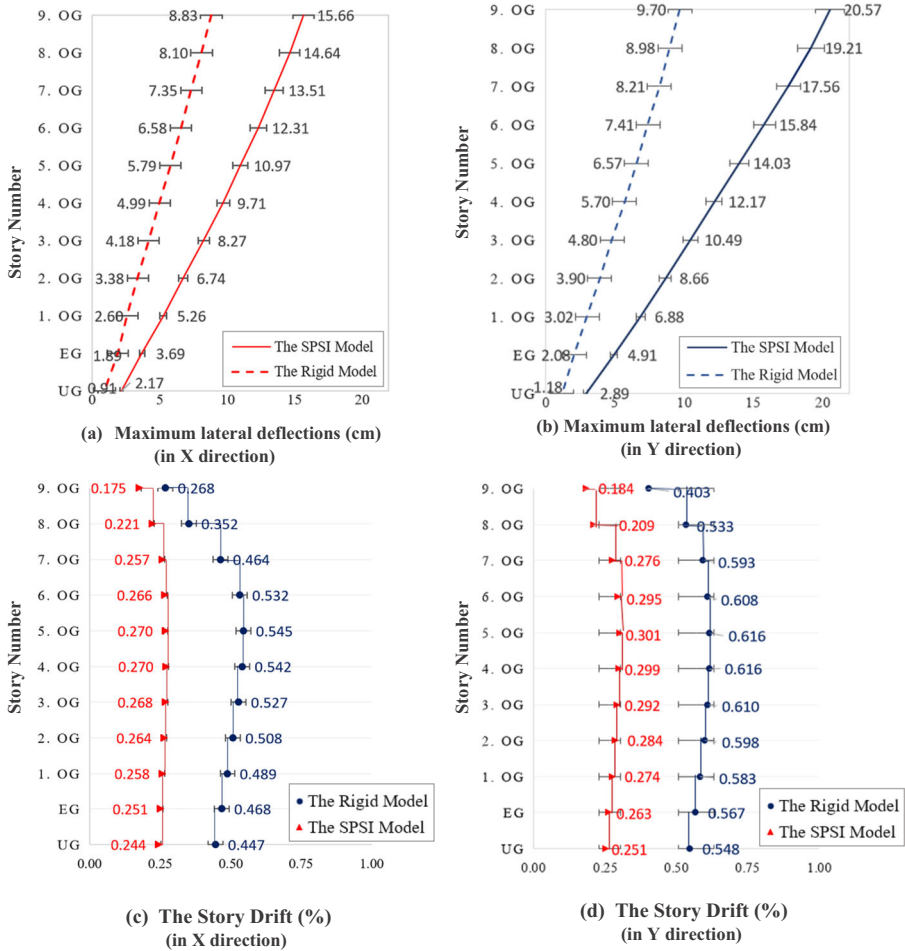 Story Number
9. OG 8.83 15.66
8. OG 8.10 14.64
7. OG 7.35 13.51
6. OG 6.58 12.31
5. OG 5.79 10.97
4. OG 4.99 9.71
3. OG 4.18 8.27
2. OG 3.38 6.74
1. OG 2.60 5.26
EG 1.89 3.69
UG 0.91 2.17
The SPSI Model
The Rigid Model
0 5 10 15 20
(a) Maximum lateral deflections (cm)
(in X direction)
Story Number
9. OG 9.70 20.57
8. OG 8.98 19.21
7. OG 8.21 17.56
6. OG 7.41 15.84
5. OG 6.57 14.03
4. OG 5.70 12.17
3. OG 4.80 10.49
2. OG 3.90 8.66
1. OG 3.02 6.88
EG 2.08 4.91
UG 1.18 2.89
The SPSI Model
The Rigid Model
0 5 10 15 20
(b) Maximum lateral deflections (cm)
(in Y direction)
Story Number
9. OG 0.175 0.268
8. OG 0.221 0.352
7. OG 0.257 0.464
6. OG 0.266 0.532
5. OG 0.270 0.545
4. OG 0.270 0.542
3. OG 0.268 0.527
2. OG 0.264 0.508
1. OG 0.258 0.489
EG 0.251 0.468
UG 0.244 0.447
The Rigid Model
The SPSI Model
0.00 0.50 1.00
(c) The Story Drift (%)
(in X direction)
Story Number
9. OG 0.184 0.403
8. OG 0.209 0.533
7. OG 0.276 0.593
6. OG 0.295 0.608
5. OG 0.301 0.616
4. OG 0.299 0.616
3. OG 0.292 0.610
2. OG 0.284 0.598
1. OG 0.274 0.583
EG 0.263 0.567
UG 0.251 0.548
The Rigid Model
The SPSI Model
0.00 0.25 0.50 0.75 1.00
(d) The Story Drift (%)
(in Y direction)